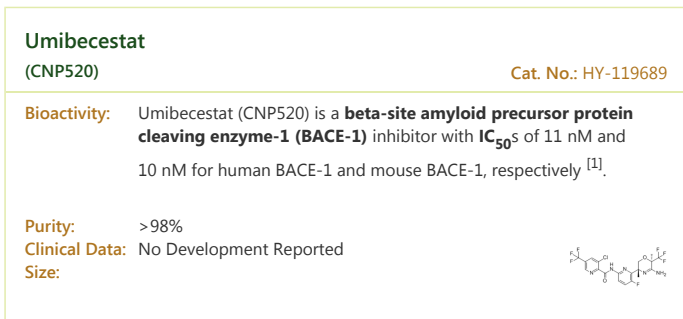 Umibecestat
(CNP520)
Cat. No.: HY-119689
Bioactivity: Umibecestat (CNP520) is a beta-site amyloid precursor protein
cleaving enzyme-1 (BACE-1) inhibitor with IC50s of 11 nM and
10 nM for human BACE-1 and mouse BACE-1, respectively [1].
Purity: >98%
Clinical Data: No Development Reported
Size: